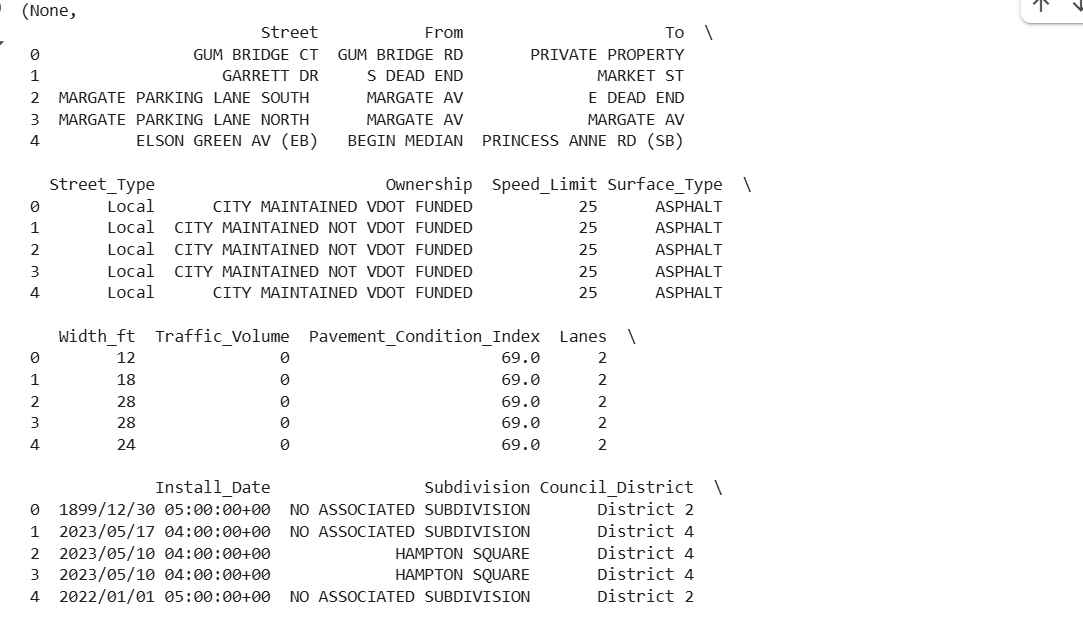 (None,
Street From To \
0 GUM BRIDGE CT GUM BRIDGE RD PRIVATE PROPERTY
1 GARRETT DR S DEAD END MARKET ST
2 MARGATE PARKING LANE SOUTH MARGATE AV E DEAD END
3 MARGATE PARKING LANE NORTH MARGATE AV MARGATE AV
4 ELSON GREEN AV (EB) BEGIN MEDIAN PRINCESS ANNE RD (SB)
Street_Type Ownership Speed_Limit Surface_Type \
0 Local CITY MAINTAINED VDOT FUNDED 25 ASPHALT
1 Local CITY MAINTAINED NOT VDOT FUNDED 25 ASPHALT
2 Local CITY MAINTAINED NOT VDOT FUNDED 25 ASPHALT
3 Local CITY MAINTAINED NOT VDOT FUNDED 25 ASPHALT
4 Local CITY MAINTAINED VDOT FUNDED 25 ASPHALT
Width_ft Traffic_Volume Pavement_Condition_Index Lanes \
0 12 0 69.0 2
1 18 0 69.0 2
2 28 0 69.0 2
3 28 0 69.0 2
4 24 0 69.0 2
Install_Date Subdivision Council_District \
0 1899/12/30 05:00:00+00 NO ASSOCIATED SUBDIVISION District 2
1 2023/05/17 04:00:00+00 NO ASSOCIATED SUBDIVISION District 4
2 2023/05/10 04:00:00+00 HAMPTON SQUARE District 4
3 2023/05/10 04:00:00+00 HAMPTON SQUARE District 4
4 2022/01/01 05:00:00+00 NO ASSOCIATED SUBDIVISION District 2